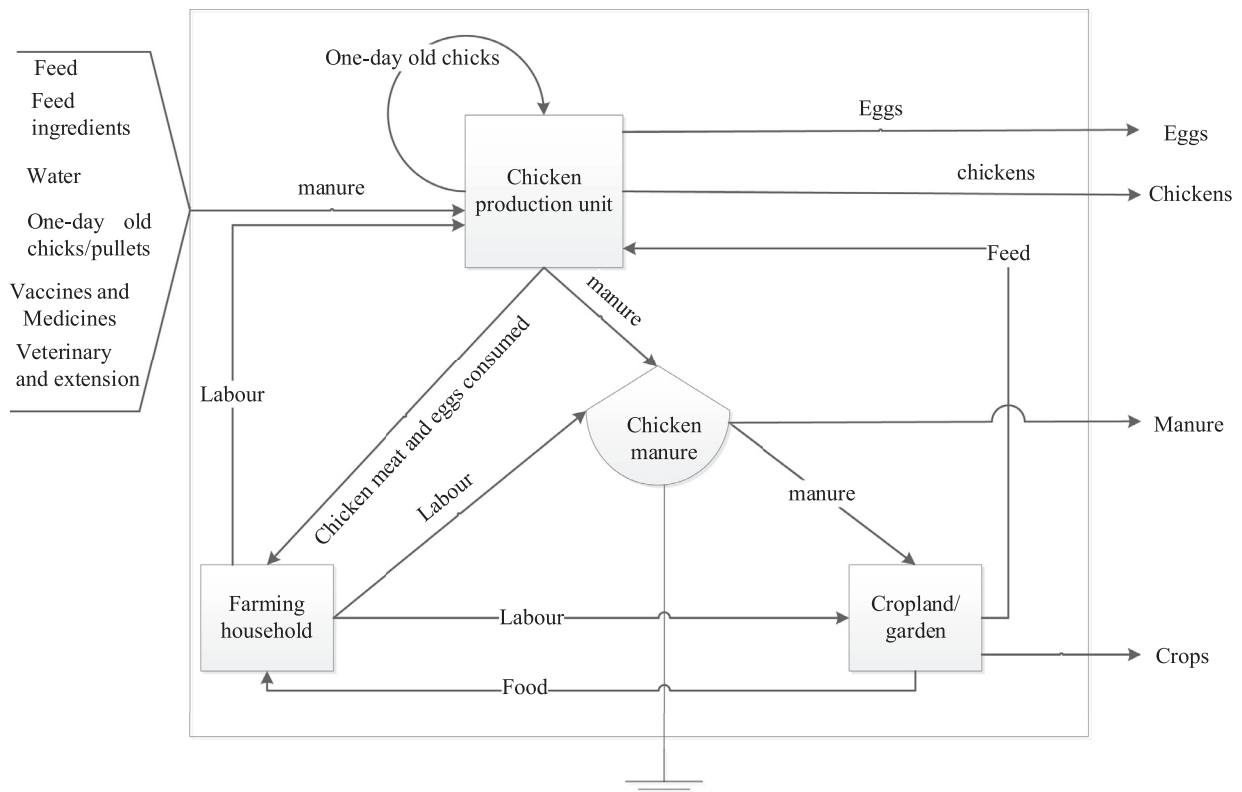 Feed
Feed
ingredients
Water
One-day old
chicks/pullets
Vaccines and
Medicines
Veterinary
and extension
One-day old chicks
manure
Chicken
production unit
Eggs
Eggs
chickens
Chickens
Feed
manure
Chicken meat and eggs consumed
Labour
Labour
Chicken
manure
Manure
manure
Farming
household
Labour
Cropland/
garden
Crops
Food